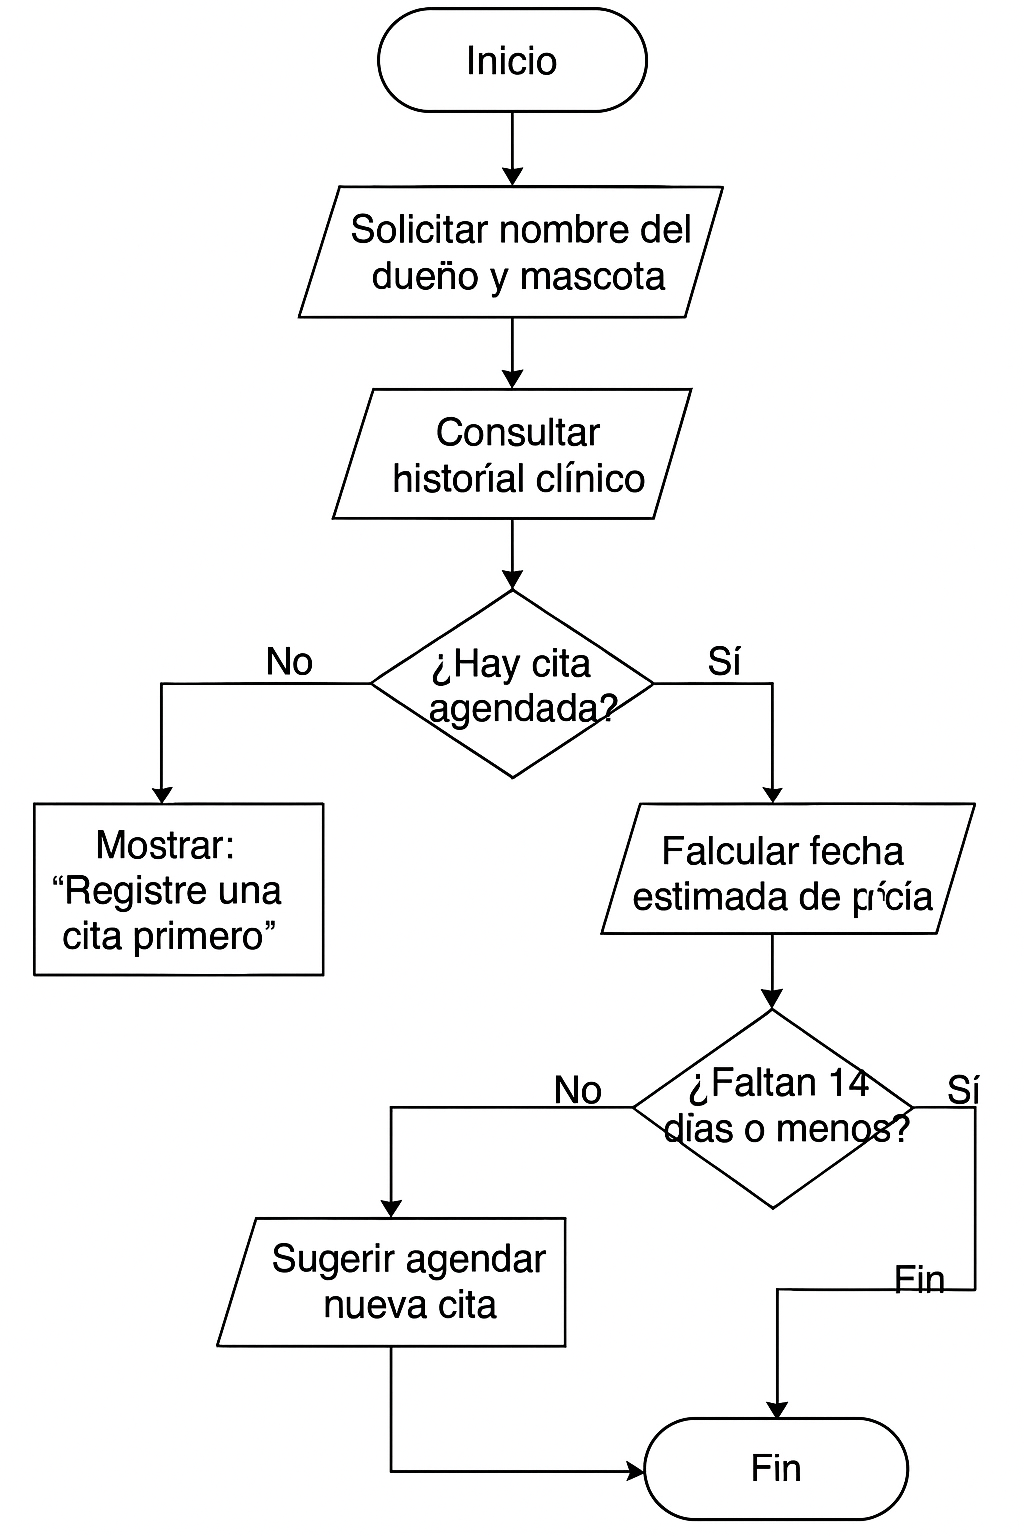 Inicio
Solicitar nombre del
dueño y mascota
Consultar
historíal clínico
¿Hay cita
agendada?
No
Sí
Mostrar:
“Registre una
cita primero”
Falcular fecha
estimada de
¿Faltan 14
dias o menos?
No
Sí
Sugerir agendar
nueva cita
Fin
Fin